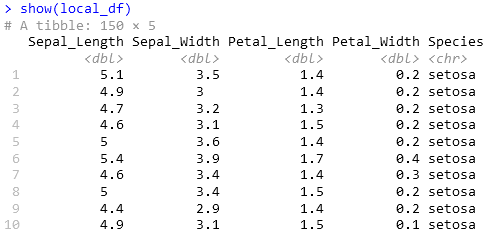 > show(local_df)
# A tibble: 150 × 5
Sepal_Length Sepal_Width Petal_Length Petal_Width Species
<dbl> <dbl> <dbl> <dbl> <chr>
1 5.1 3.5 1.4 0.2 setosa
2 4.9 3 1.4 0.2 setosa
3 4.7 3.2 1.3 0.2 setosa
4 4.6 3.1 1.5 0.2 setosa
5 5 3.6 1.4 0.2 setosa
6 5.4 3.9 1.7 0.4 setosa
7 4.6 3.4 1.4 0.3 setosa
8 5 3.4 1.5 0.2 setosa
9 4.4 2.9 1.4 0.2 setosa
10 4.9 3.1 1.5 0.1 setosa